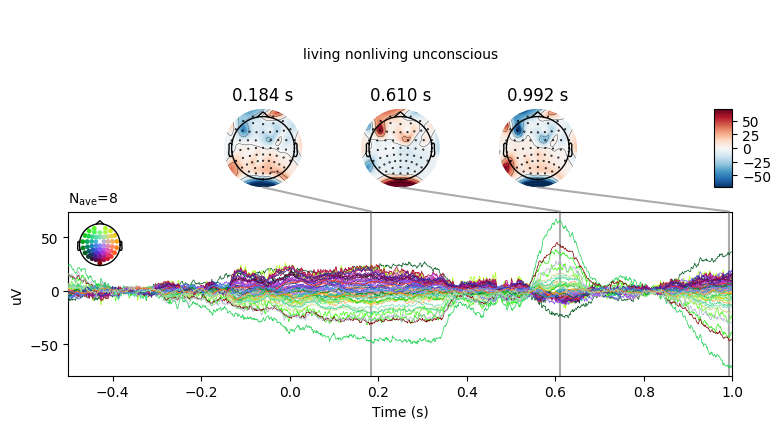 living nonliving unconscious
0.184 s 0.610 s 0.992 s
50
25
0
−25
−50
Nave=8
50
0
−50
uV
−0.4 −0.2 0.0 0.2 0.4 0.6 0.8 1.0
Time (s)